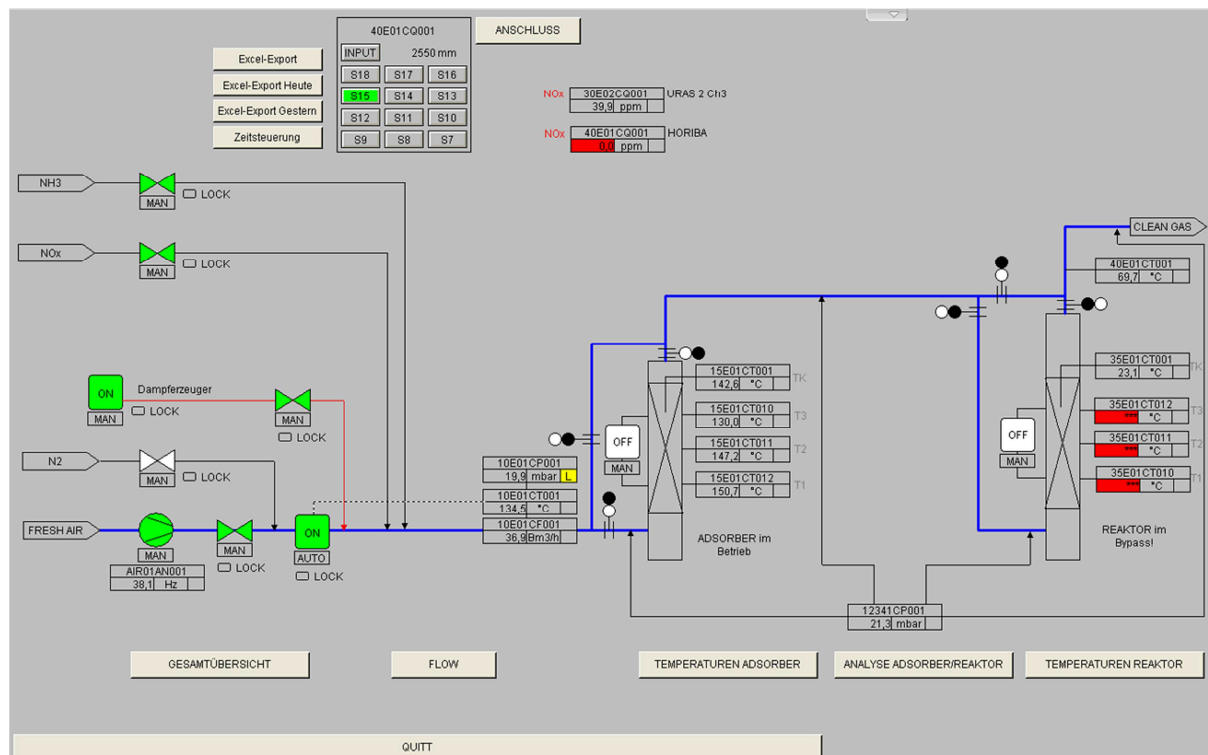 40E01CQ001
ANSCHLUSS
INPUT 2550 mm
Excel-Export
S18 S17 S16
Excel-Export Heute
S15 S14 S13
Excel-Export Gestern
S12 S11 S10
Zeitsteuerung
S9 S8 S7
NOx 30E02CQ001 URAS 2 Ch3
39,9 ppm
NOx 40E01CQ001 HORIBA
0,0 ppm
NH3
LOCK
MAN
NOx
LOCK
MAN
CLEAN GAS
40E01CT001
69,7 °C
15E01CT001
142,6 °C TK
35E01CT001
23,1 °C TK
ON
Dampferzeuger
LOCK
MAN
MAN
LOCK
15E01CT010
130,0 °C T3
35E01CT012
*** °C T3
OFF
MAN
15E01CT011
147,2 °C T2
OFF
MAN
35E01CT011
*** °C T2
15E01CT012
150,7 °C T1
35E01CT010
*** °C T1
N2
LOCK
MAN
10E01CP001
19,9 mbar L
10E01CT001
134,5 °C
10E01CF001
36,9 Bm3/h
FRESH AIR
MAN
MAN
LOCK
ON
AUTO
LOCK
AIR01AN001
38,1 Hz
ADSORBER im
Betrieb
REAKTOR im
Bypass!
12341CP001
21,3 mbar
GESAMTÜBERSICHT
FLOW
TEMPERATUREN ADSORBER
ANALYSE ADSORBER/REAKTOR
TEMPERATUREN REAKTOR
QUITT